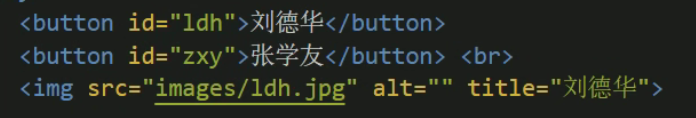 <button id="ldh">刘德华</button>
<button id="zxy">张学友</button> <br>
<img src="images/ldh.jpg" alt="" title="刘德华">